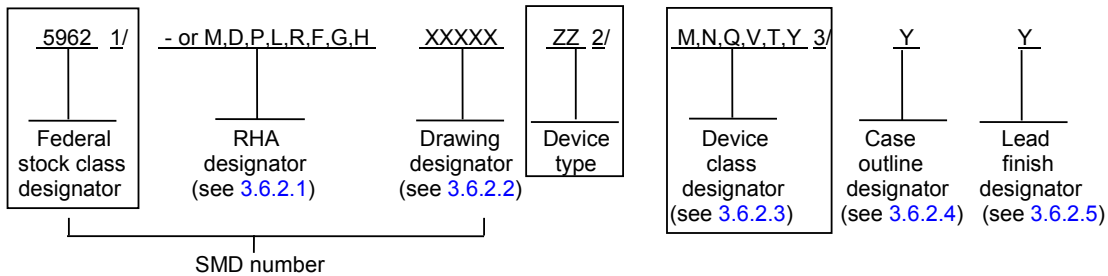 5962 1/ - or M,D,P,L,R,F,G,H XXXXX ZZ 2/ M,N,Q,V,T,Y 3/ Y Y
Federal RHA Drawing Device Device Case Lead
stock class designator designator type class outline finish
designator (see 3.6.2.1) (see 3.6.2.2) designator designator designator
(see 3.6.2.3) (see 3.6.2.4) (see 3.6.2.5)
SMD number